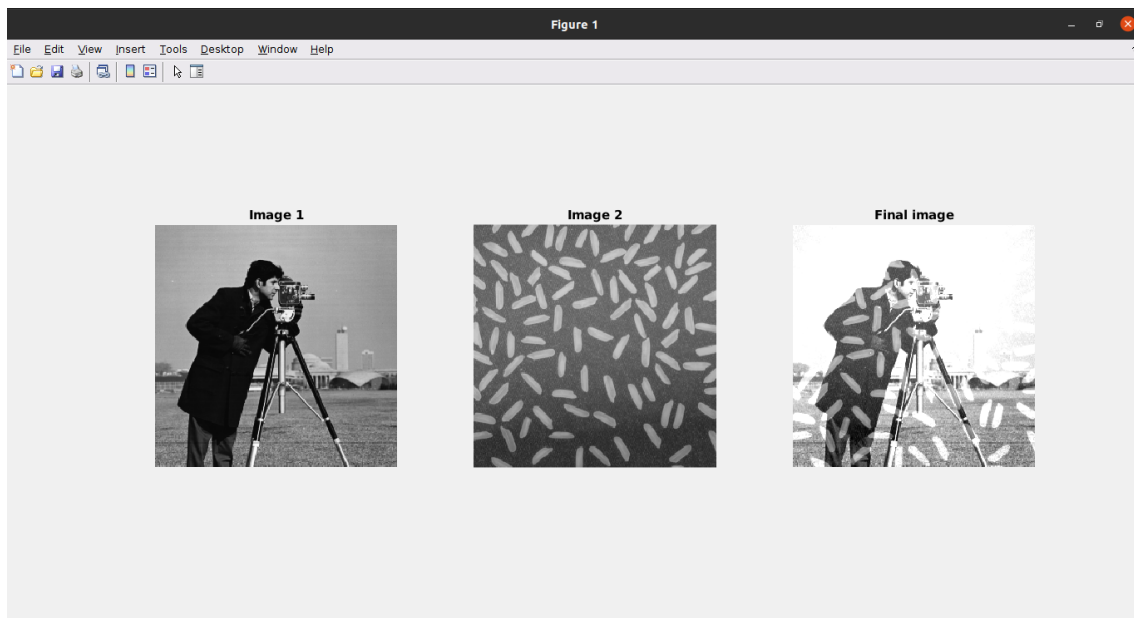 Figure 1
File Edit View Insert Tools Desktop Window Help
Image 1 Image 2 Final image